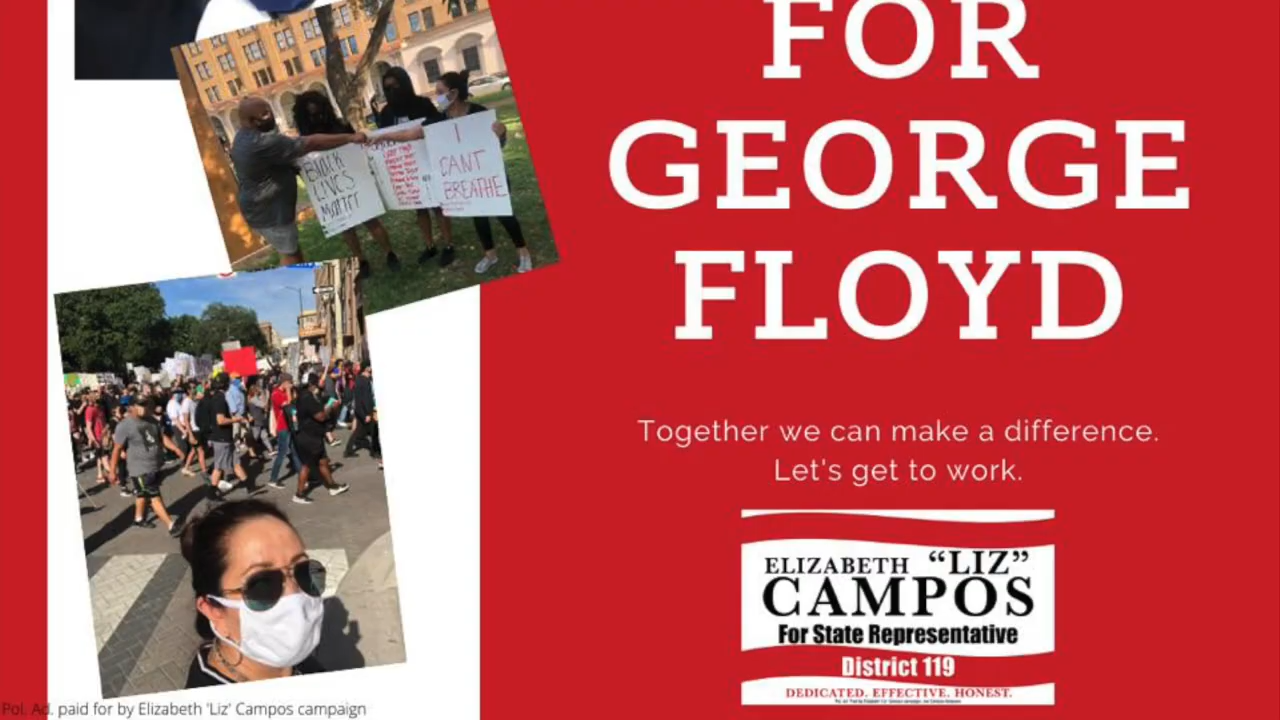 FOR
GEORGE
FLOYD
Together we can make a difference.
Let's get to work.
ELIZABETH “LIZ”
CAMPOS
For State Representative
District 119
DEDICATED. EFFECTIVE. HONEST.
BLACK
LIVES
MATTER
I
CANT
BREATHE
Pol. Ad. paid for by Elizabeth 'Liz' Campos campaign